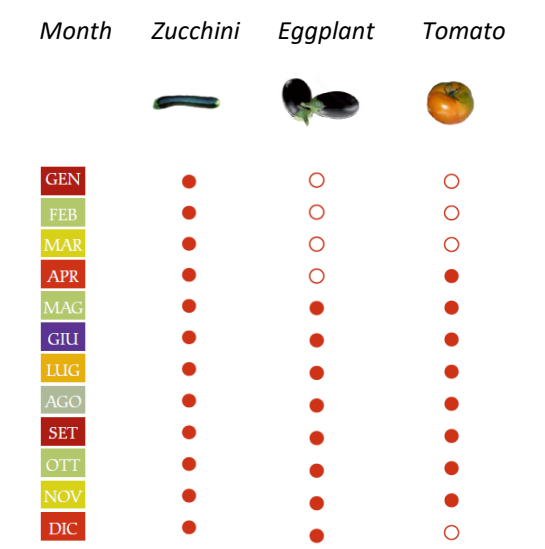 Month Zucchini Eggplant Tomato
GEN
FEB
MAR
APR
MAG
GIU
LUG
AGO
SET
OTT
NOV
DIC